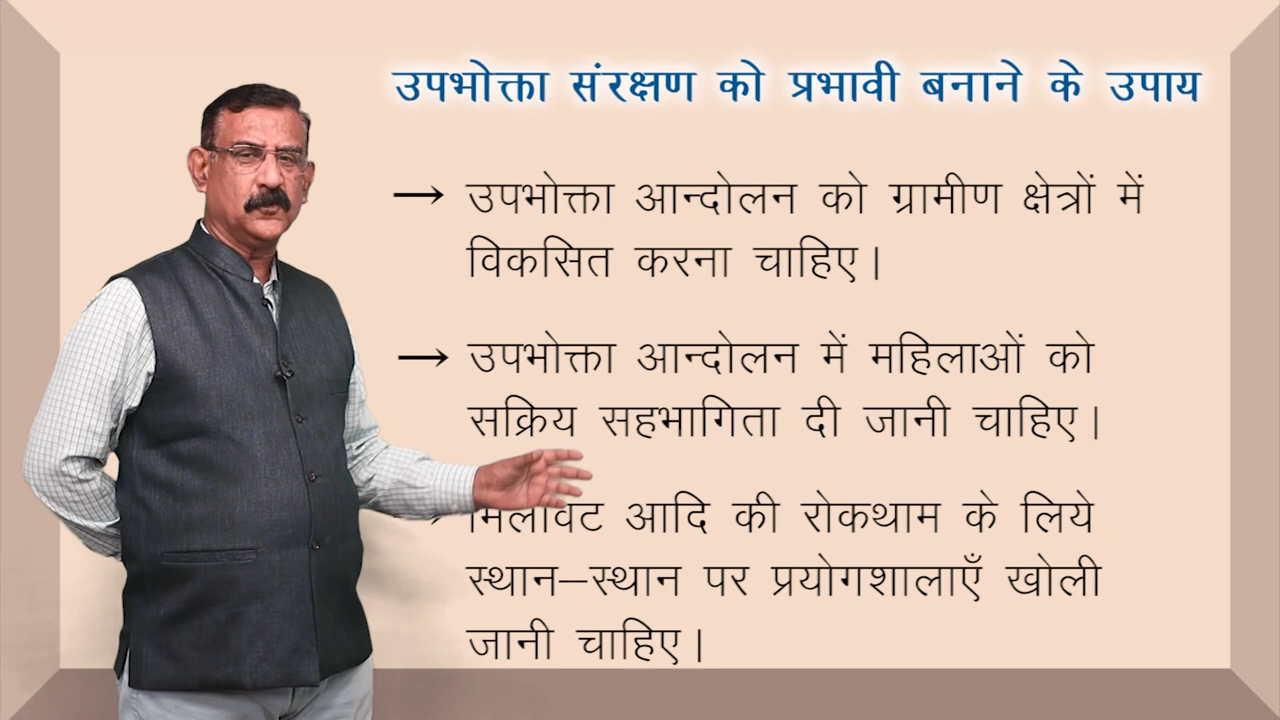 उपभोक्ता संरक्षण को प्रभावी बनाने के उपाय
→ उपभोक्ता आन्दोलन को ग्रामीण क्षेत्रों में
विकसित करना चाहिए।
→ उपभोक्ता आन्दोलन में महिलाओं को
सक्रिय सहभागिता दी जानी चाहिए।
मिलावट आदि की रोकथाम के लिये
स्थान–स्थान पर प्रयोगशालाएँ खोली
जानी चाहिए।